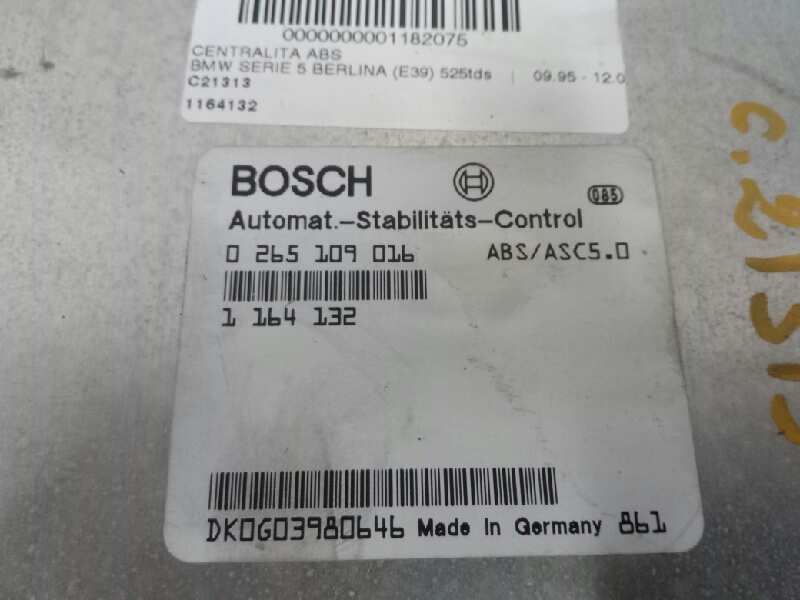 0000000001182075
CENTRALITA ABS
BMW SERIE 5 BERLINA (E39) 525tds | 09.95 - 12.0
C21313
1164132
BOSCH
085
Automat.-Stabilitäts-Control
0 265 109 016 ABS/ASC5.0
1 164 132
DK0G03980646 Made in Germany 861
C.21313